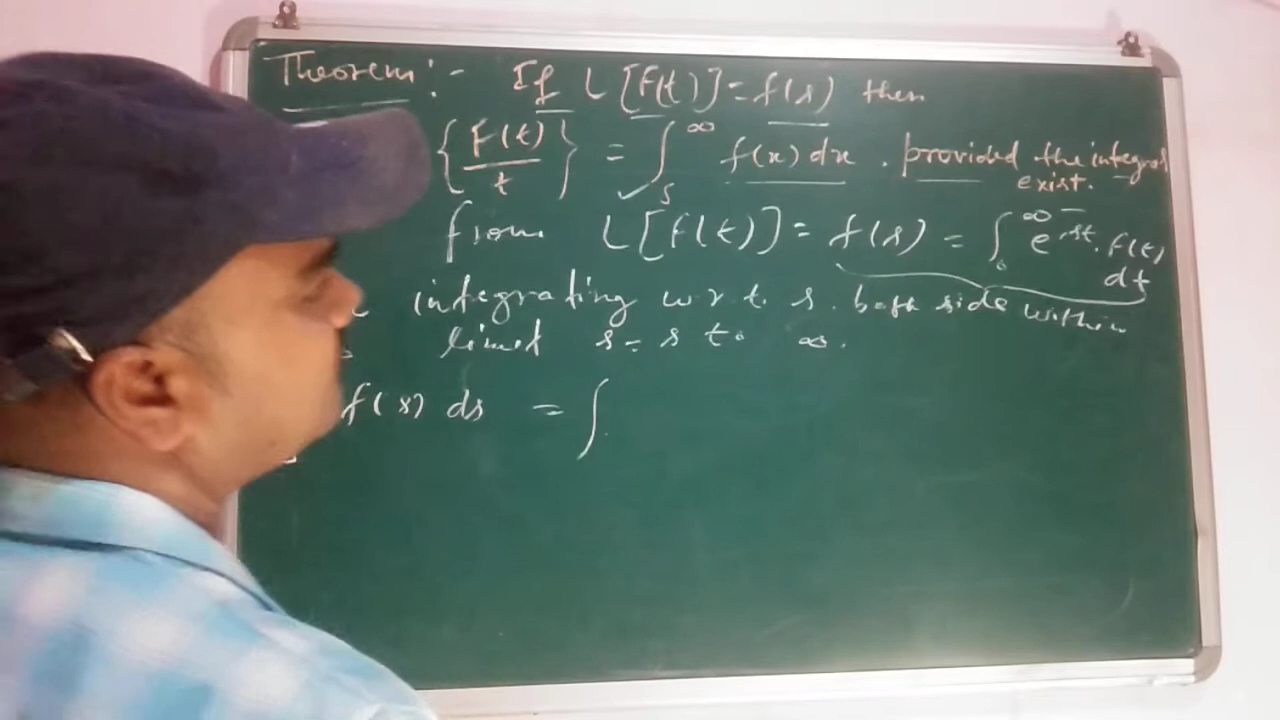 Theorem:- If L[F(t)]=f(s) then
{F(t)/t} = ∫_s^∞ f(x) dx . provided the integral
exist.
from L[F(t)] = f(s) = ∫_0^∞ e^-st. F(t)
dt
integrating w r t. s. both side within
limit s = s to ∞.
f(s) ds = ∫